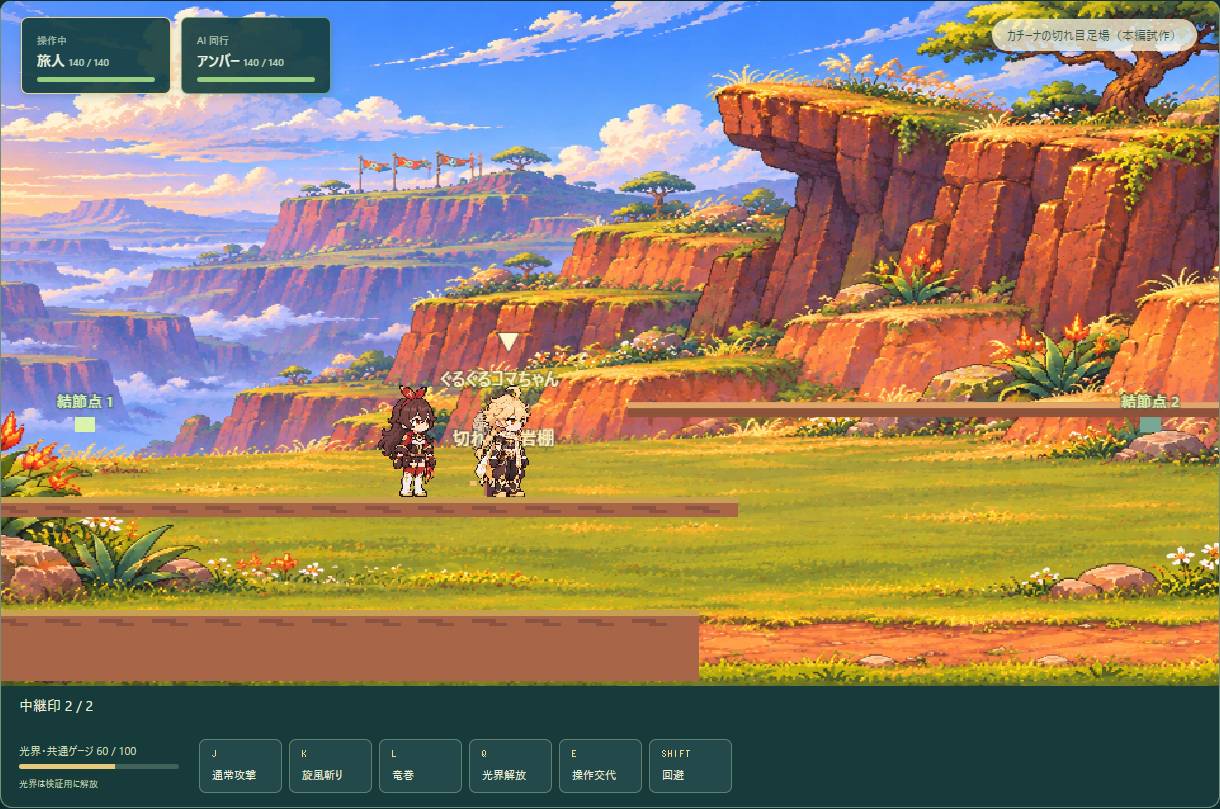 操作中
旅人 140 / 140
AI 同行
アンバー 140 / 140
カチーナの切れ目足場（本編試作）
ぐるぐるコマちゃん
結節点 1
結節点 2
切れ 岩棚
中継印 2 / 2
光界・共通ゲージ 60 / 100
光界は検証用に解放
J
通常攻撃
K
旋風斬り
L
竜巻
Q
光界解放
E
操作交代
SHIFT
回避